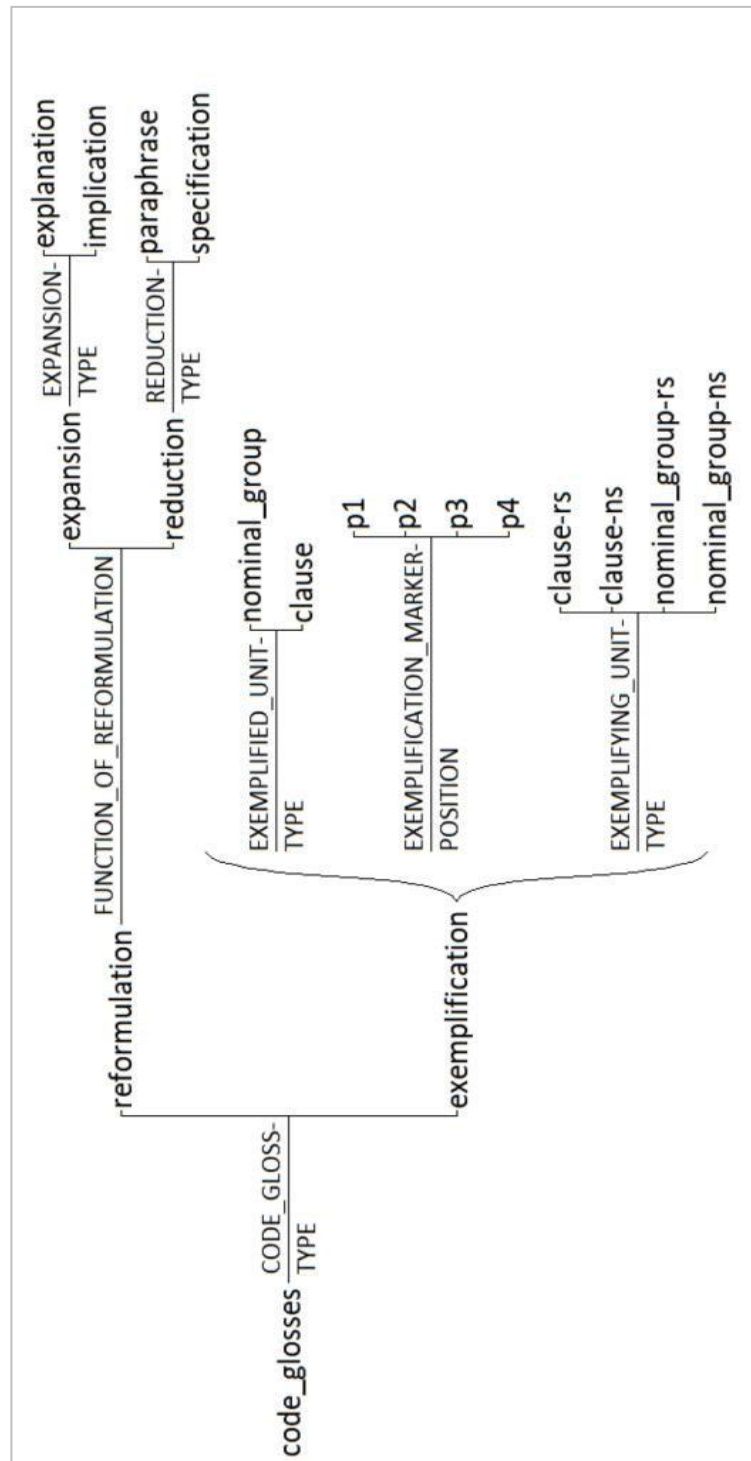 code_glosses
CODE_GLOSS-
TYPE
reformulation
FUNCTION_OF_REFORMULATION
expansion
EXPANSION-
TYPE
explanation
implication
reduction
REDUCTION-
TYPE
paraphrase
specification
exemplification
EXEMPLIFIED_UNIT-
TYPE
nominal_group
clause
EXEMPLIFICATION_MARKER-
POSITION
p1
p2
p3
p4
EXEMPLIFYING_UNIT-
TYPE
clause-rs
clause-ns
nominal_group-rs
nominal_group-ns